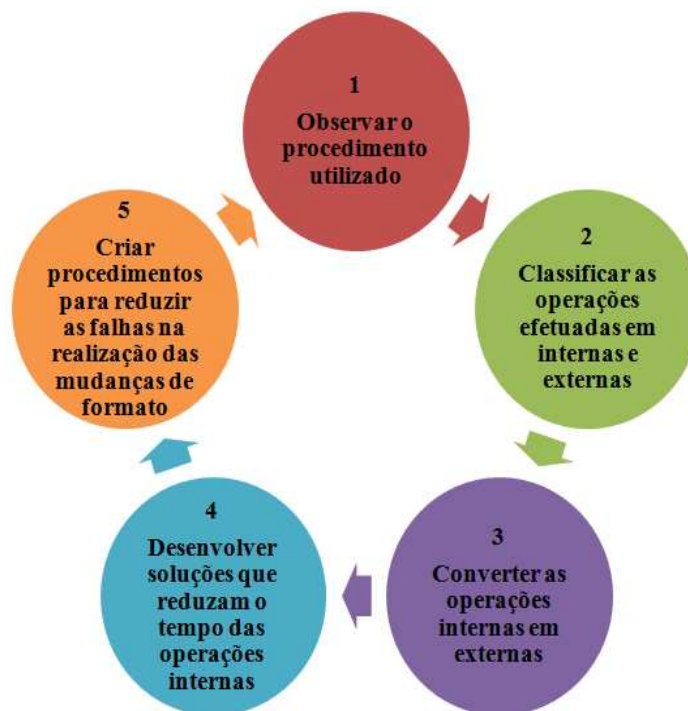 1
Observar o
procedimento
utilizado
2
Classificar as
operações
efetuadas em
internas e
externas
3
Converter as
operações
internas em
externas
4
Desenvolver
soluções que
reduzam o
tempo das
operações
internas
5
Criar
procedimentos
para reduzir
as falhas na
realização das
mudanças de
formato